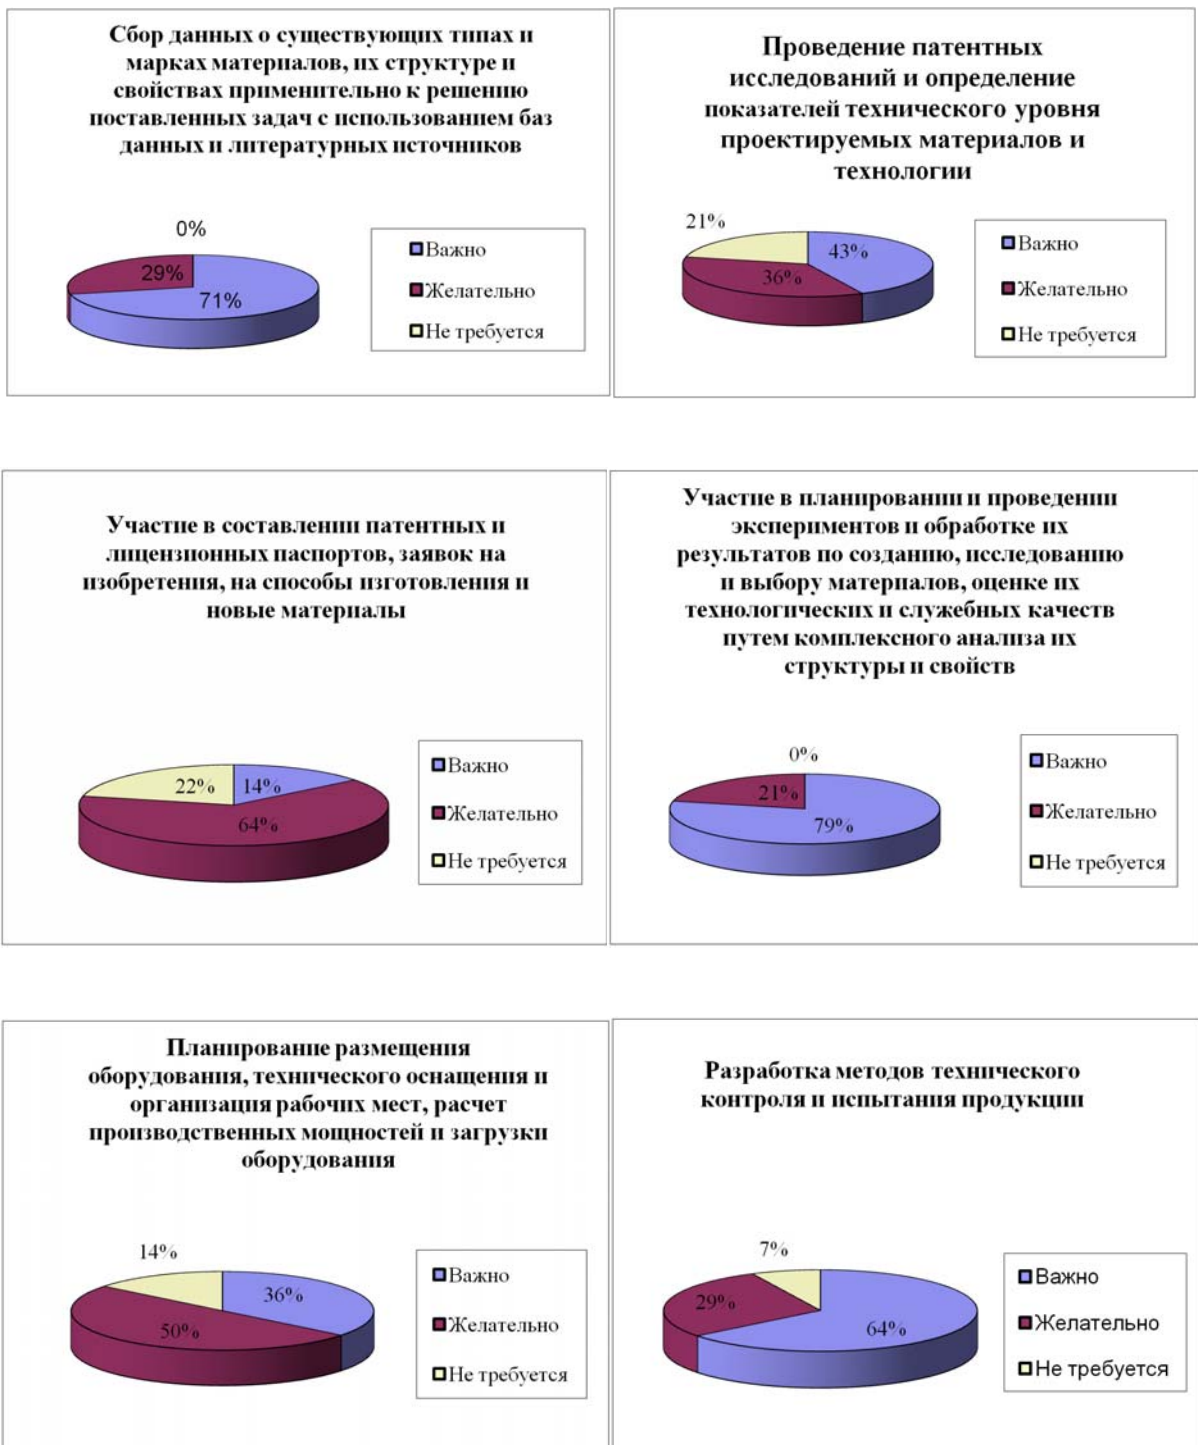 Сбор данных о существующих типах и
марках материалов, их структуре и
свойствах применительно к решению
поставленных задач с использованием баз
данных и литературных источников
0%
29%
71%
Важно
Желательно
Не требуется
Проведение патентных
исследований и определение
показателей технического уровня
проектируемых материалов и
технологии
21%
43%
36%
Важно
Желательно
Не требуется
Участие в составлении патентных и
лицензионных паспортов, заявок на
изобретения, на способы изготовления и
новые материалы
22%
14%
64%
Важно
Желательно
Не требуется
Участие в планировании и проведении
экспериментов и обработке их
результатов по созданию, исследованию
и выбору материалов, оценке их
технологических и служебных качеств
путем комплексного анализа их
структуры и свойств
0%
21%
79%
Важно
Желательно
Не требуется
Планирование размещения
оборудования, технического оснащения и
организация рабочих мест, расчет
производственных мощностей и загрузки
оборудования
14%
36%
50%
Важно
Желательно
Не требуется
Разработка методов технического
контроля и испытания продукции
7%
29%
64%
Важно
Желательно
Не требуется